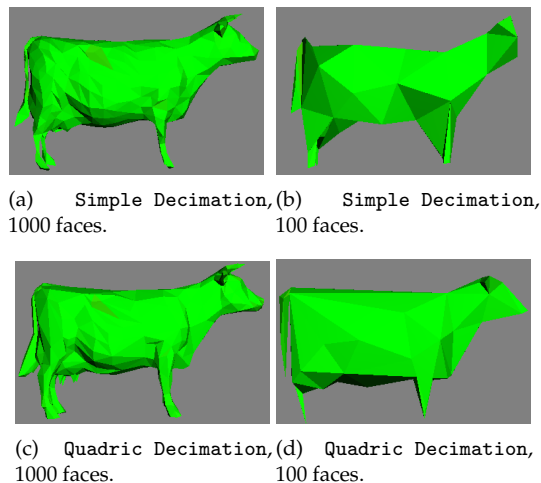 (a) Simple Decimation,
1000 faces.
(b) Simple Decimation,
100 faces.
(c) Quadric Decimation,
1000 faces.
(d) Quadric Decimation,
100 faces.